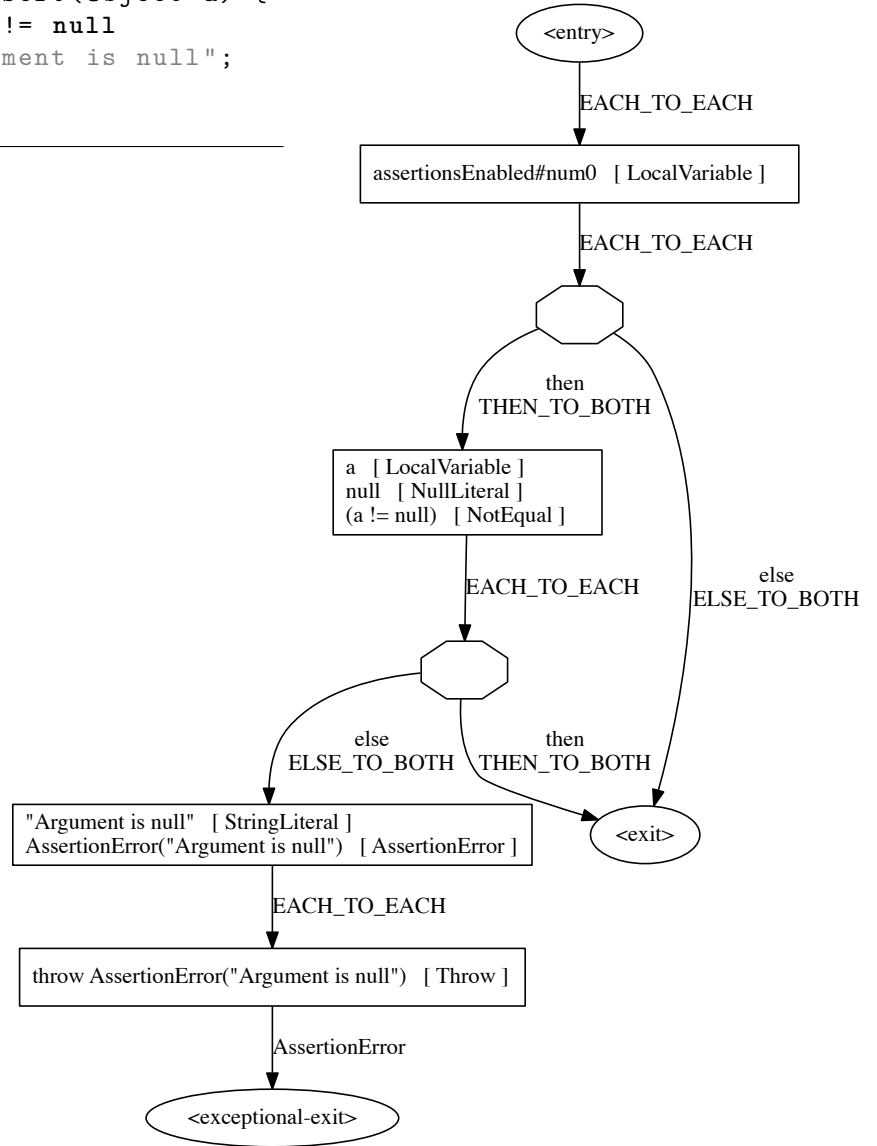 != null
ment is null";
<entry>
EACH_TO_EACH
assertionsEnabled#num0 [ LocalVariable ]
EACH_TO_EACH
then
THEN_TO_BOTH
a [ LocalVariable ]
null [ NullLiteral ]
(a != null) [ NotEqual ]
EACH_TO_EACH
else
ELSE_TO_BOTH
else
ELSE_TO_BOTH
then
THEN_TO_BOTH
"Argument is null" [ StringLiteral ]
AssertionError("Argument is null") [ AssertionError ]
<exit>
EACH_TO_EACH
throw AssertionError("Argument is null") [ Throw ]
AssertionError
<exceptional-exit>